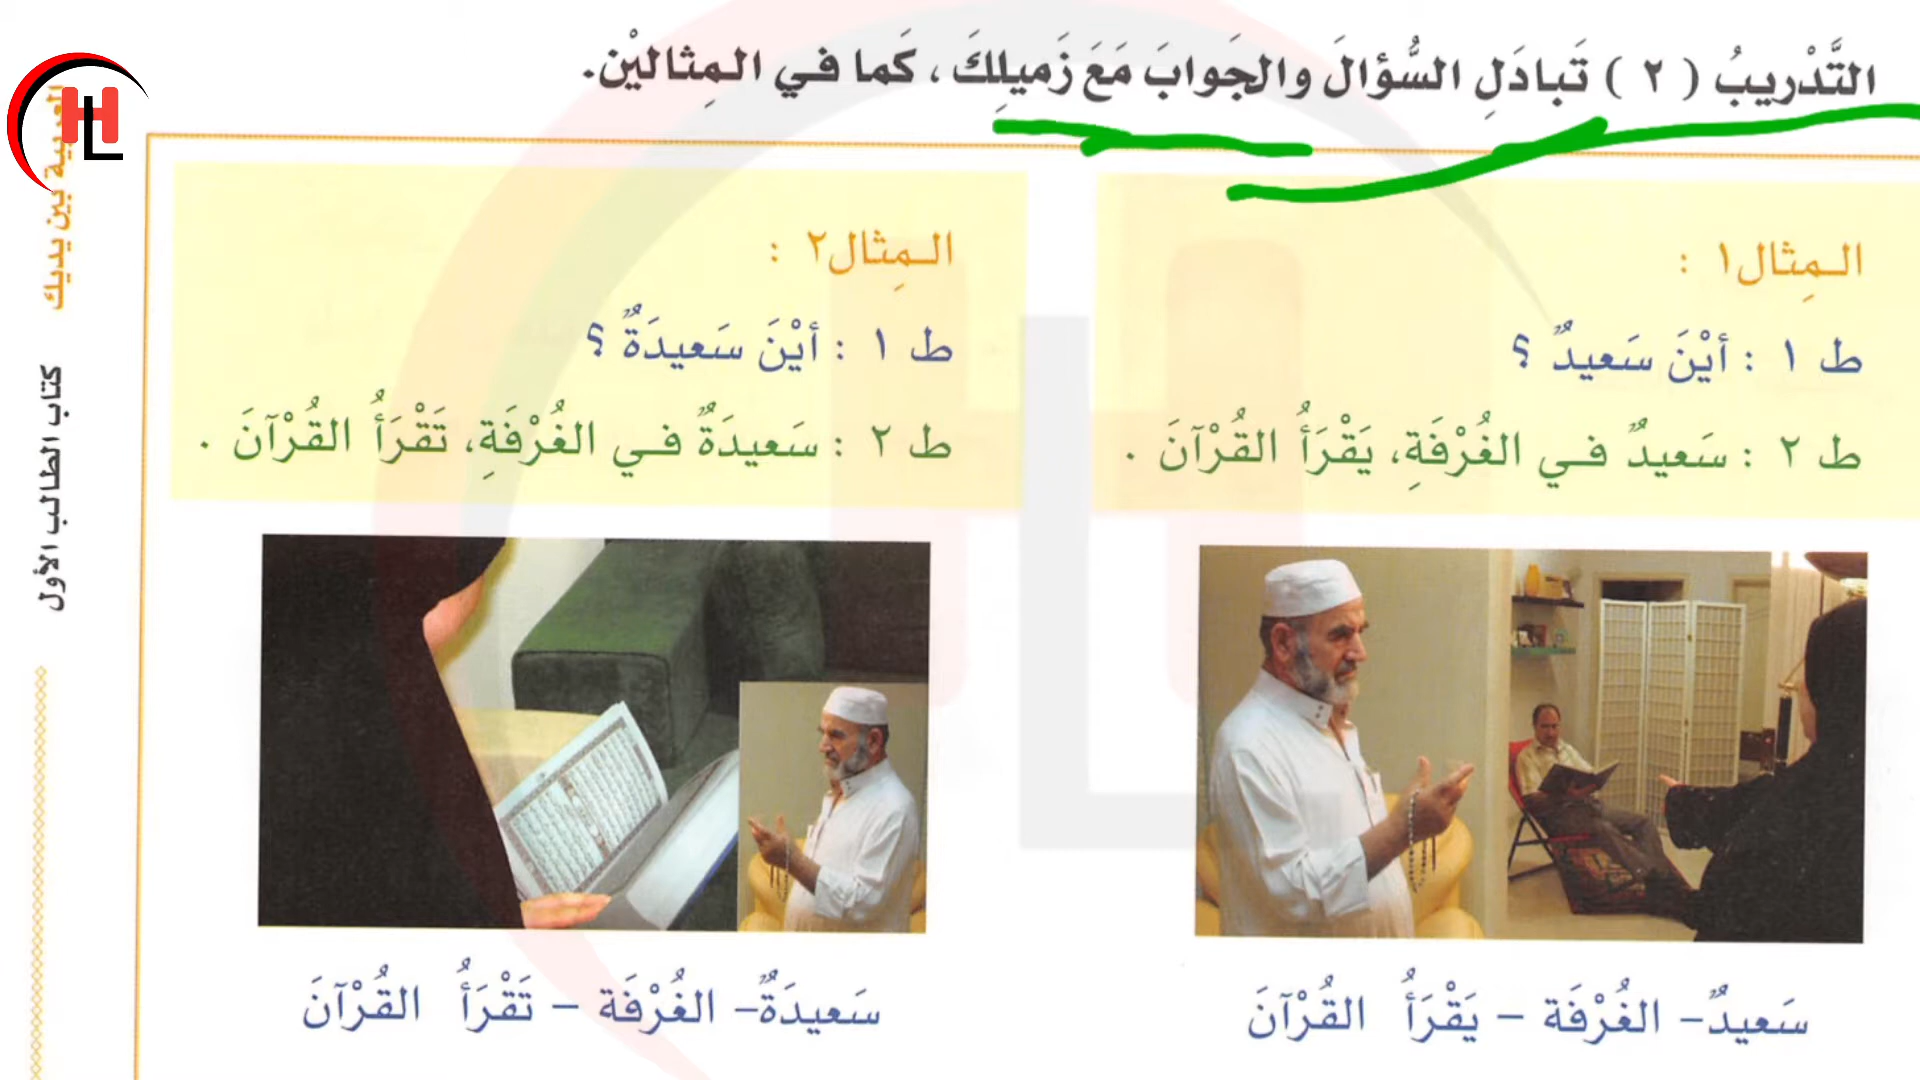 التَّدْرِيبُ ( ٢ ) تَبادَلِ السُّؤالَ والجَوابَ مَعَ زَميلِكَ ، كَما في المِثاليْن.
المِثال١ :
ط ١ : أيْنَ سَعيدٌ ؟
ط ٢ : سَعيدٌ في الغُرْفَةِ، يَقْرَأُ القُرْآنَ .
سَعيدٌ– الغُرْفَة – يَقْرَأُ القُرْآنَ
المِثال٢ :
ط ١ : أيْنَ سَعيدَةٌ ؟
ط ٢ : سَعيدَةٌ في الغُرْفَةِ، تَقْرَأُ القُرْآنَ .
سَعيدَةٌ– الغُرْفَة – تَقْرَأُ القُرْآنَ
العربية بين يديك
كتاب الطالب الأول
HL